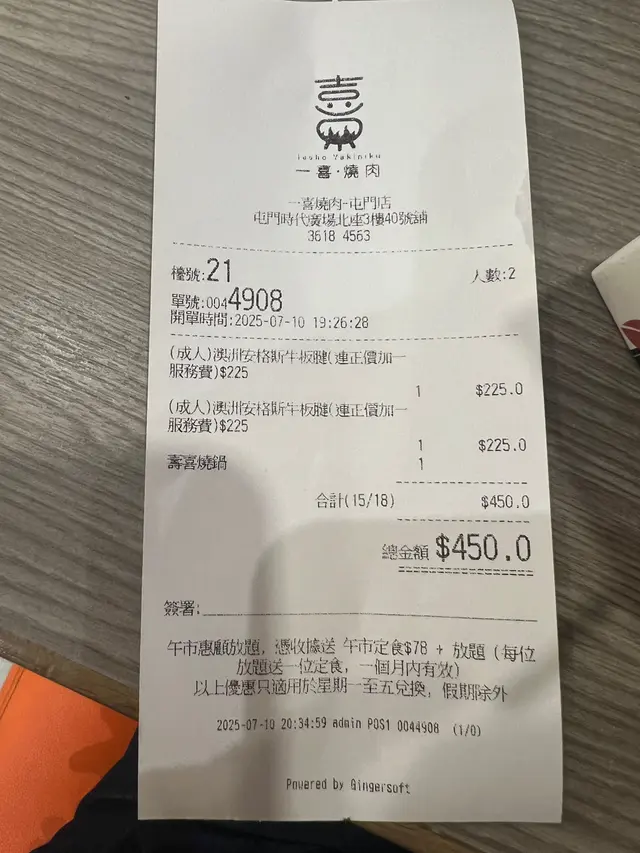 喜
Issho Yakiniku
一喜·燒肉
一喜燒肉-屯門店
屯門時代廣場北座3樓40號舖
3618 4563
檯號:21
人數:2
單號:0044908
開單時間:2025-07-10 19:26:28
(成人)澳洲安格斯牛板腱(連正價加一
服務費)$225
1 $225.0
(成人)澳洲安格斯牛板腱(連正價加一
服務費)$225
1 $225.0
壽喜燒鍋 1
合計(15/18) $450.0
總金額 $450.0
簽署:
午市惠顧放題, 憑收據送 午市定食$78 + 放題 (每位
放題送一位定食, 一個月內有效)
以上優惠只適用於星期一至五兌換, 假期除外
2025-07-10 20:34:59 admin POS1 0044908 (1/0)
Powered by Gingersoft